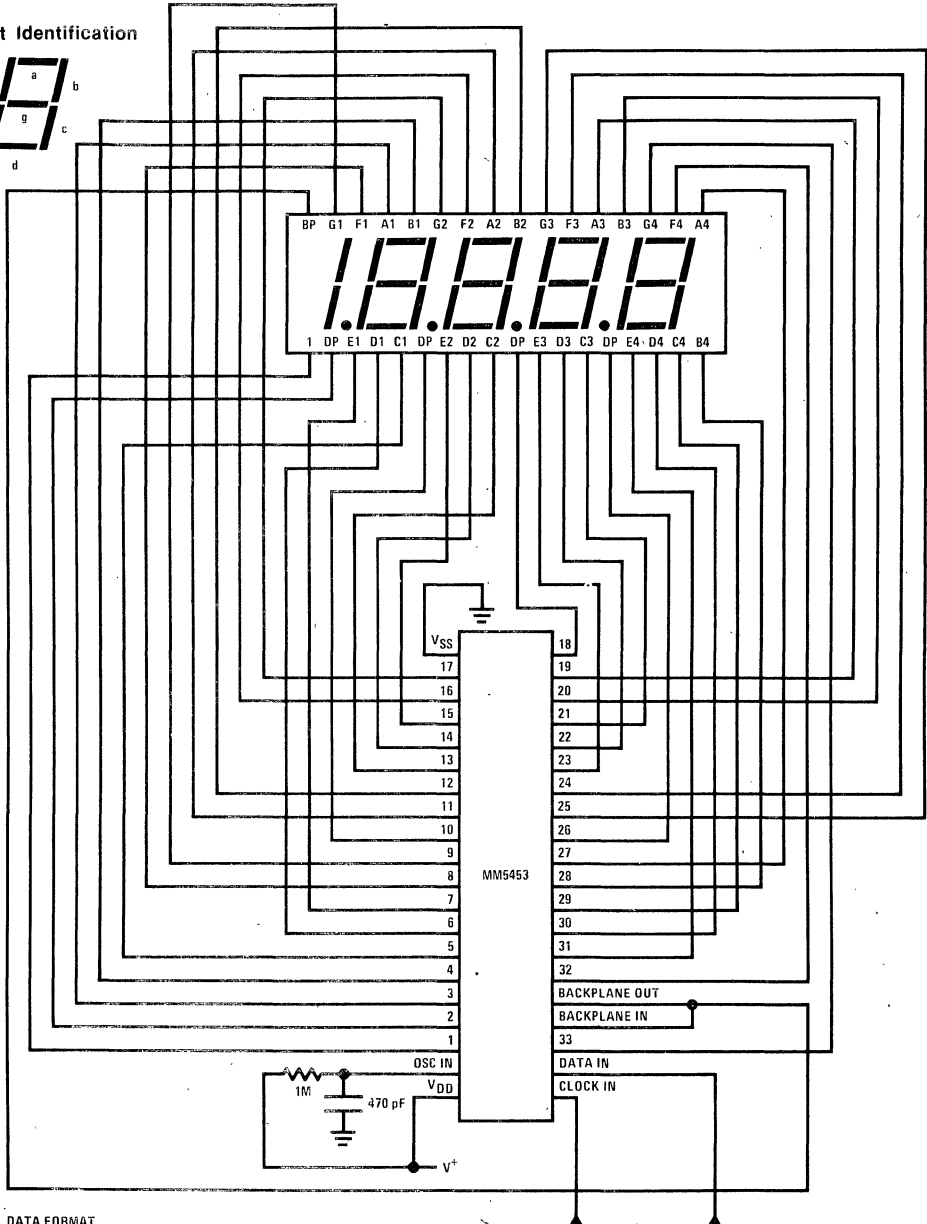 t Identification
a
b
g
c
d
BP G1 F1 A1 B1 G2 F2 A2 B2 G3 F3 A3 B3 G4 F4 A4
1 DP E1 D1 C1 DP E2 D2 C2 DP E3 D3 C3 DP E4 D4 C4 B4
VSS 18
17 19
16 20
15 21
14 22
13 23
12 24
11 25
10 26
9 27
MM5453
8 28
7 29
6 30
5 31
4 32
3 BACKPLANE OUT
2 BACKPLANE IN
1 33
OSC IN DATA IN
1M VDD CLOCK IN
470 pF
V+
DATA FORMAT